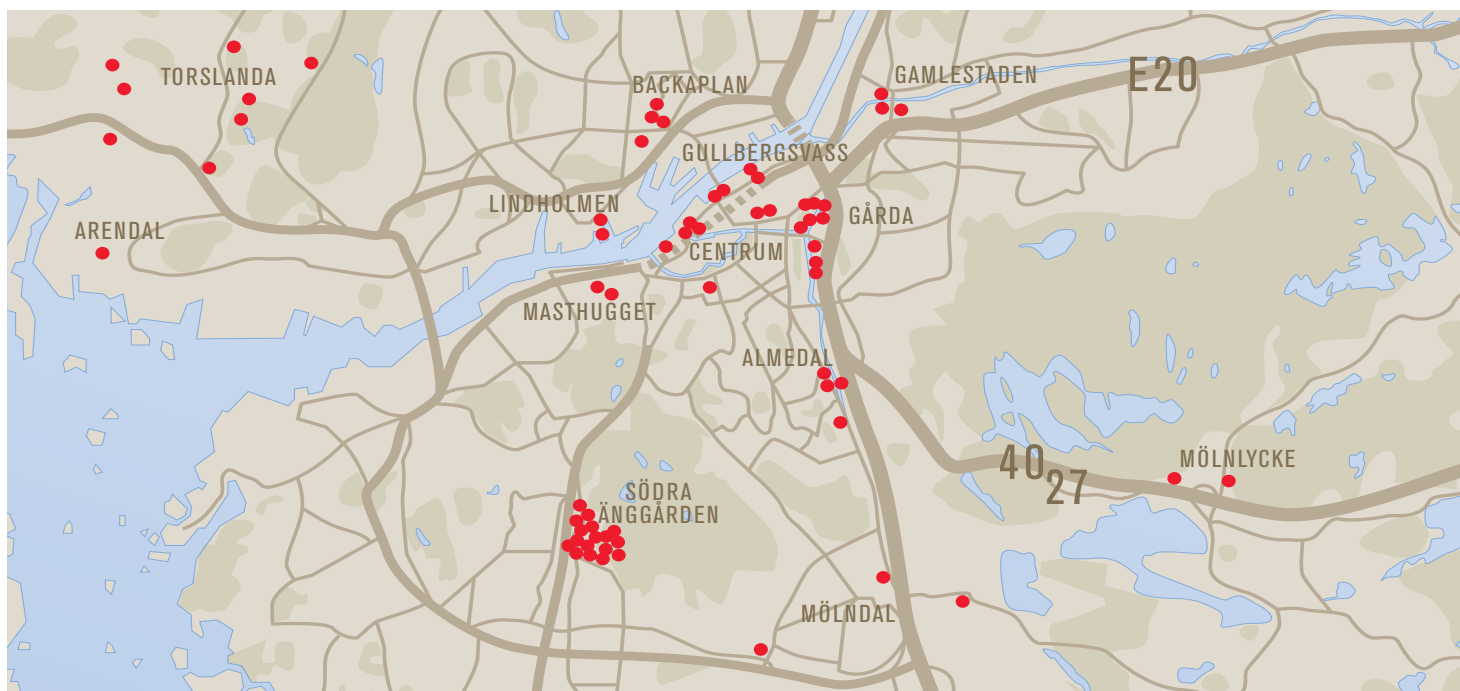 E20
TORSLANDA
BACKAPLAN
GAMLESTADEN
GULLBERGSVASS
LINDHOLMEN
GÅRDA
ARENDAL
CENTRUM
MASTHUGGET
ALMEDAL
MÖLNLYCKE
40
27
SÖDRA
ÄNGGÅRDEN
MÖLNDAL